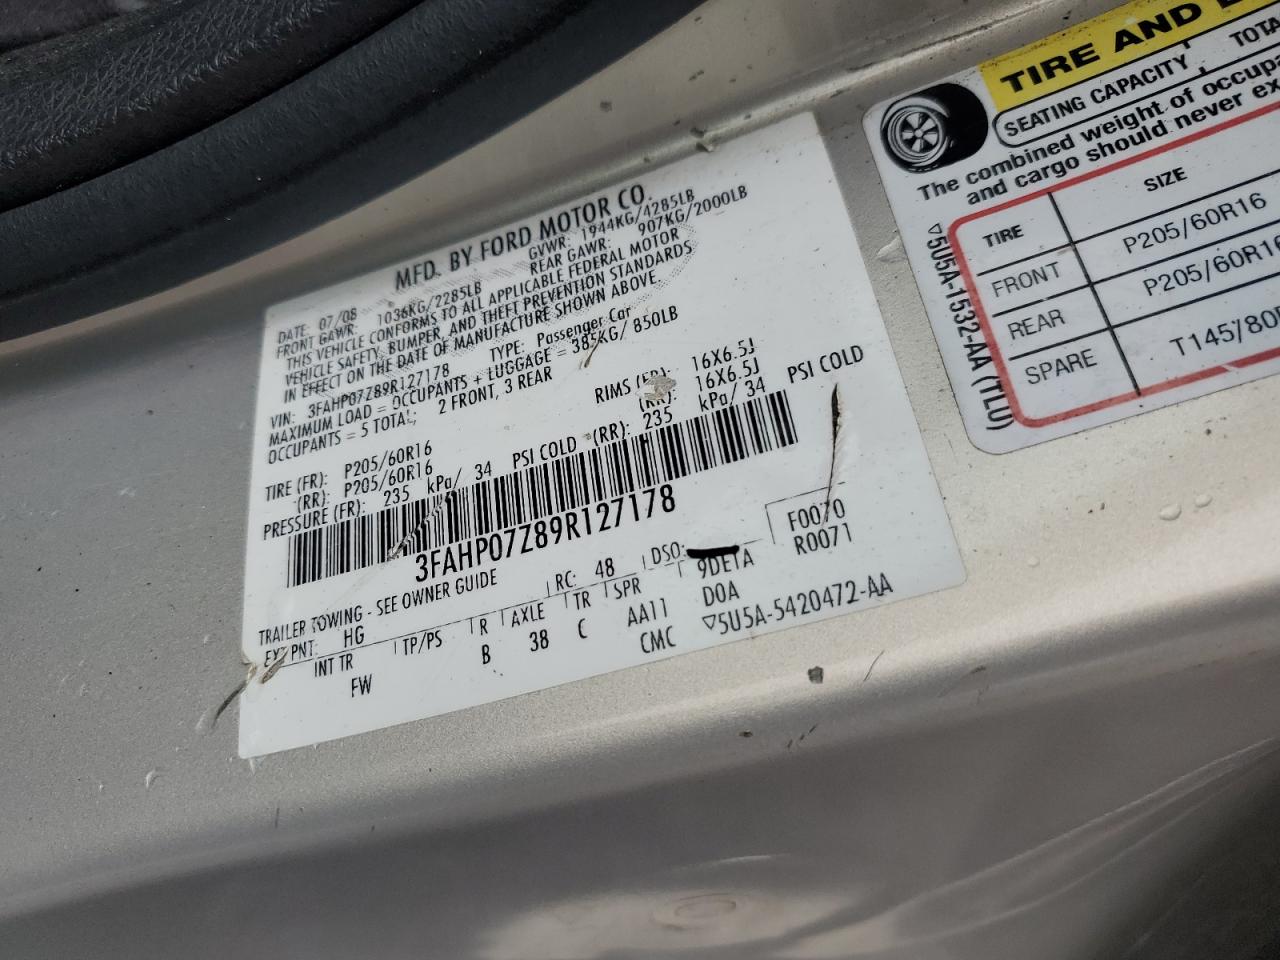 MFD. BY FORD MOTOR CO.
DATE: 07/08 GVWR: 1944KG/4285LB
FRONT GAWR: 1036KG/2285LB REAR GAWR: 907KG/2000LB
THIS VEHICLE CONFORMS TO ALL APPLICABLE FEDERAL MOTOR
VEHICLE SAFETY, BUMPER, AND THEFT PREVENTION STANDARDS
IN EFFECT ON THE DATE OF MANUFACTURE SHOWN ABOVE.
VIN: 3FAHP07Z89R127178 TYPE: Passenger Car
MAXIMUM LOAD = OCCUPANTS + LUGGAGE = 385KG/ 850LB
OCCUPANTS = 5 TOTAL, 2 FRONT, 3 REAR
TIRE (FR): P205/60R16 RIMS (FR): 16X6.5J
(RR): P205/60R16 (RR): 16X6.5J
PRESSURE (FR): 235 kPa/ 34 PSI COLD (RR): 235 kPa/ 34 PSI COLD
3FAHP07Z89R127178
F0070
R0071
TRAILER TOWING - SEE OWNER GUIDE
EXT PNT: HG RC: 48 DSO:
INT TR TP/PS R AXLE TR SPR 9DETA
FW B 38 C AA11 D0A
CMC ▽5U5A-5420472-AA
TIRE AND
SEATING CAPACITY
The combined weight of
and cargo should never
TIRE SIZE
FRONT P205/60R16
REAR P205/60R16
SPARE
▽5U5A-1532-AA (TLU)